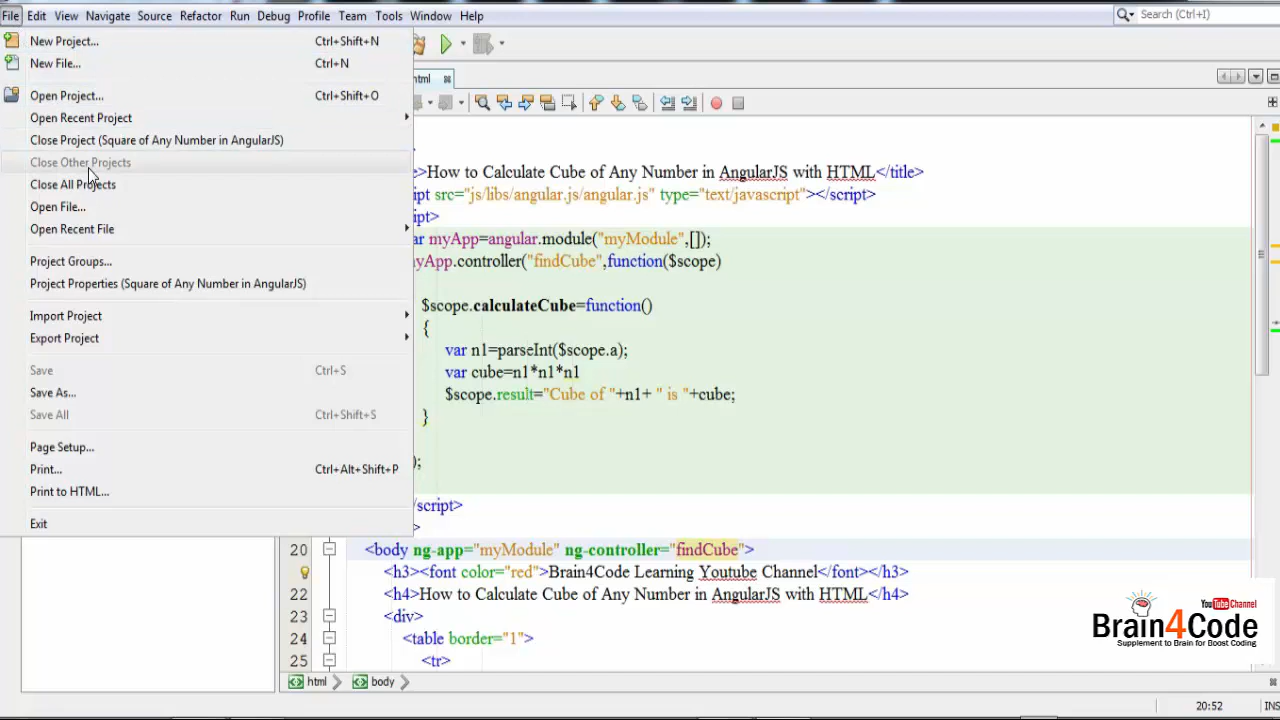 File Edit View Navigate Source Refactor Run Debug Profile Team Tools Window Help
Search (Ctrl+I)
New Project... Ctrl+Shift+N
New File... Ctrl+N
Open Project... Ctrl+Shift+O
Open Recent Project
Close Project (Square of Any Number in AngularJS)
Close Other Projects
Close All Projects
Open File...
Open Recent File
Project Groups...
Project Properties (Square of Any Number in AngularJS)
Import Project
Export Project
Save Ctrl+S
Save As...
Save All Ctrl+Shift+S
Page Setup...
Print... Ctrl+Alt+Shift+P
Print to HTML...
Exit
html
>How to Calculate Cube of Any Number in AngularJS with HTML</title>
ipt src="js/libs/angular.js/angular.js" type="text/javascript"></script>
ipt>
ar myApp=angular.module("myModule",[]);
yApp.controller("findCube",function($scope)
$scope.calculateCube=function()
{
var n1=parseInt($scope.a);
var cube=n1*n1*n1
$scope.result="Cube of "+n1+ " is "+cube;
}
);
/script>
>
20 <body ng-app="myModule" ng-controller="findCube">
<h3><font color="red">Brain4Code Learning Youtube Channel</font></h3>
22 <h4>How to Calculate Cube of Any Number in AngularJS with HTML</h4>
23 <div>
24 <table border="1">
25 <tr>
html body
20:52 INS
YouTube Channel
Brain4Code
Supplement to Brain for Boost Coding